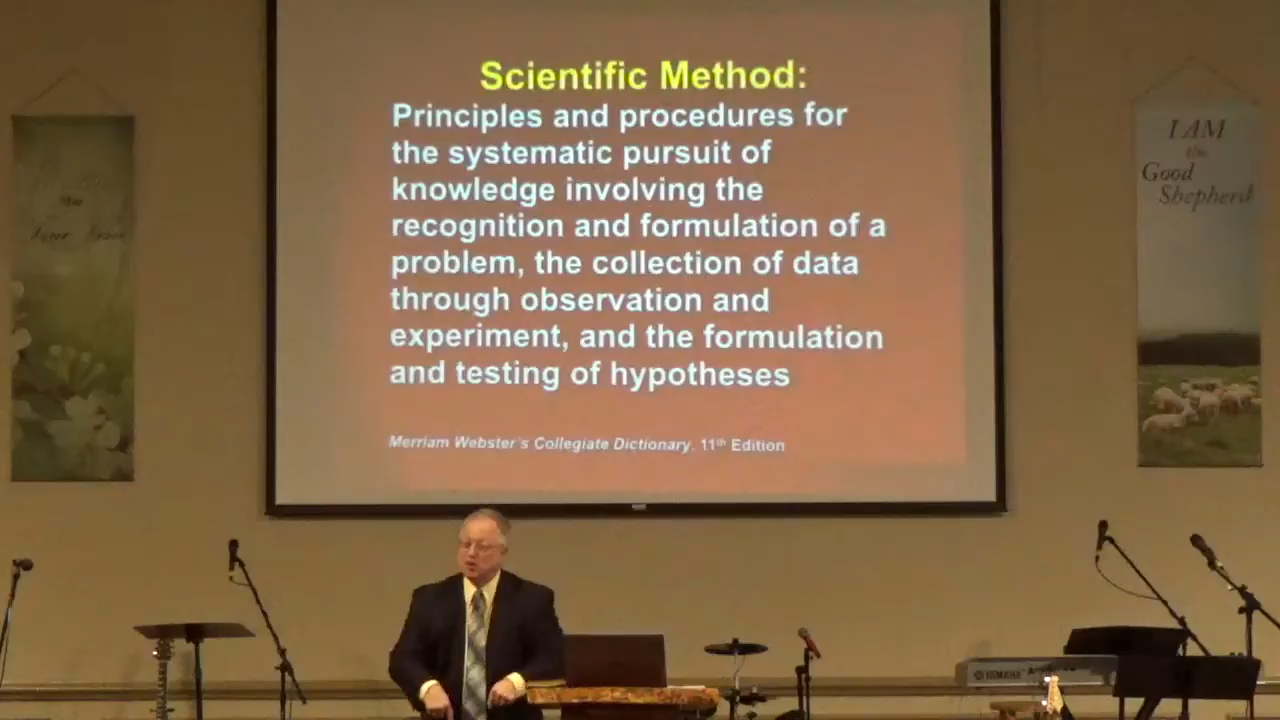 Scientific Method:
Principles and procedures for
the systematic pursuit of
knowledge involving the
recognition and formulation of a
problem, the collection of data
through observation and
experiment, and the formulation
and testing of hypotheses
Merriam Webster's Collegiate Dictionary, 11th Edition
I AM
the
Good
Shepherd
YAMAHA